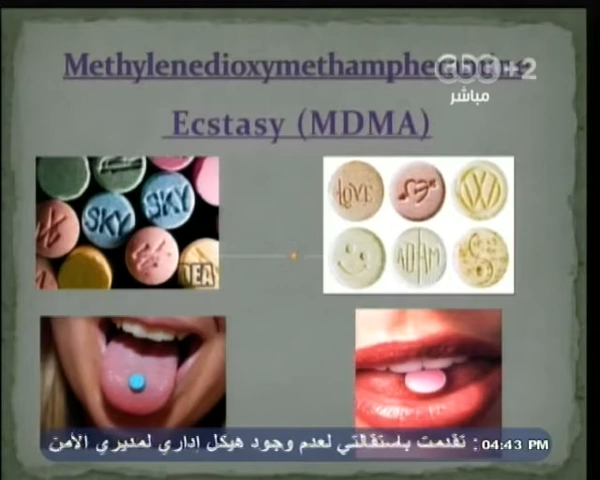 Methylenedioxymethamphetamine
CBC+2
مباشر
Ecstasy (MDMA)
SKY
SKY
LOVE
ADAM
04:43 PM : تقدمت باستقالتي لعدم وجود هيكل إداري لمديري الأمن